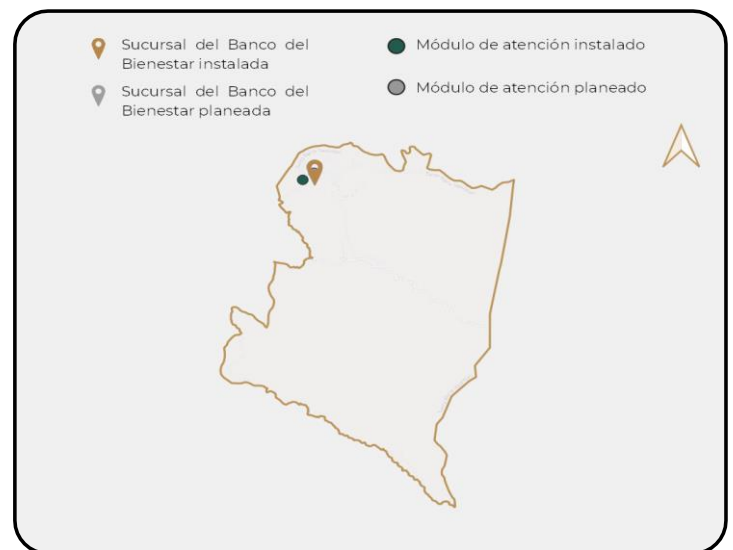 Sucursal del Banco del
Bienestar instalada
Sucursal del Banco del
Bienestar planeada
Módulo de atención instalado
Módulo de atención planeado